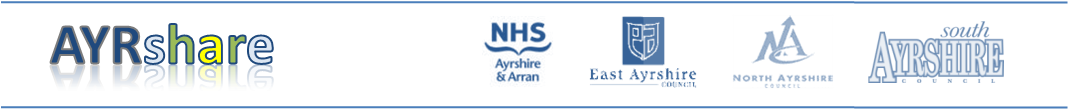 AYRshare
NHS
Ayrshire
& Arran
East Ayrshire
COUNCIL
NORTH AYRSHIRE
COUNCIL
south
AYRSHIRE
COUNCIL